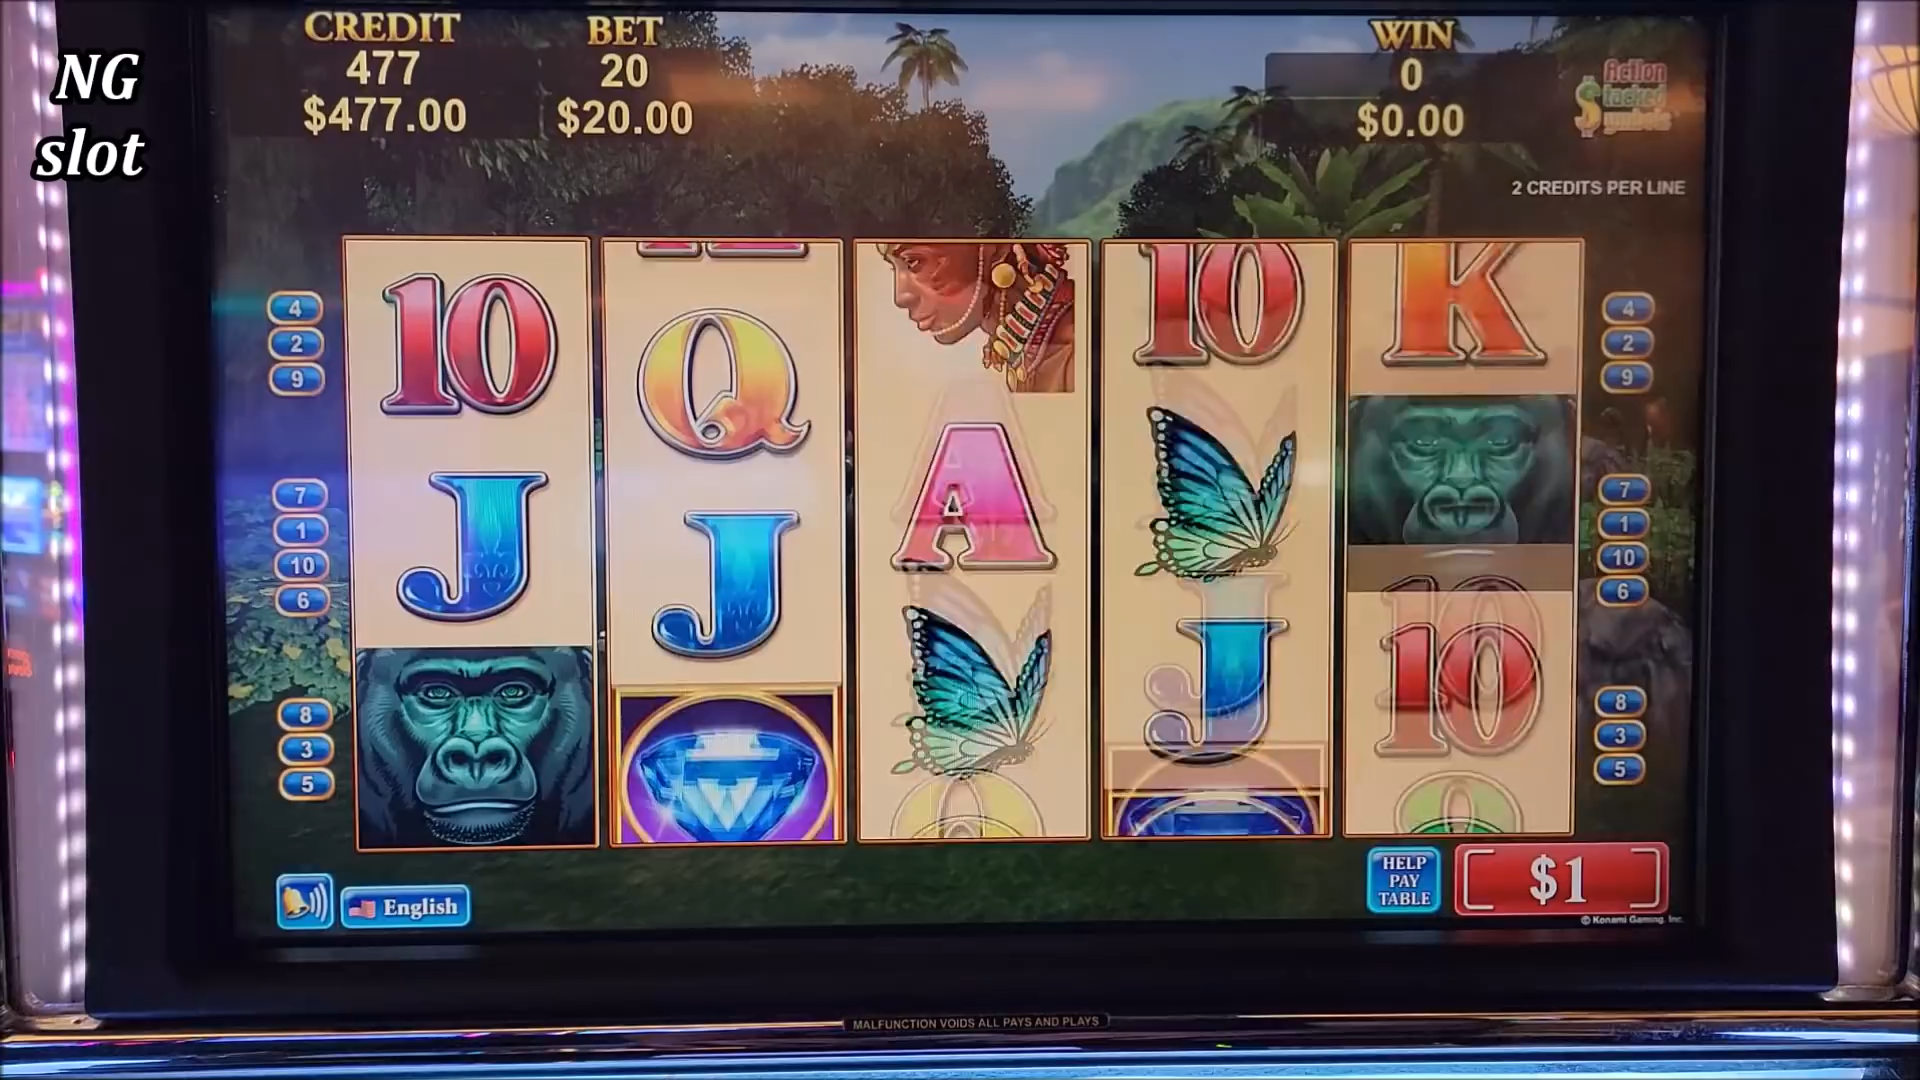 NG
slot
CREDIT
477
$477.00
BET
20
$20.00
WIN
0
$0.00
Action
Stacked
Symbols
2 CREDITS PER LINE
4
2
9
7
1
10
6
8
3
5
10
J
Q
J
A
10
J
K
10
4
2
9
7
1
10
6
8
3
5
English
HELP
PAY
TABLE
$1
© Konami Gaming, Inc.
MALFUNCTION VOIDS ALL PAYS AND PLAYS